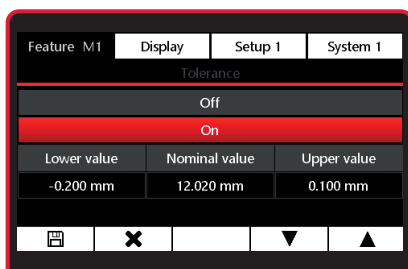 Feature M1 Display Setup 1 System 1
Tolerance
Off
On
Lower value Nominal value Upper value
-0.200 mm 12.020 mm 0.100 mm